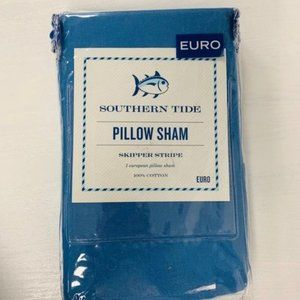 EURO
SOUTHERN TIDE
PILLOW SHAM
SKIPPER STRIPE
1 european pillow sham
100% COTTON
EURO